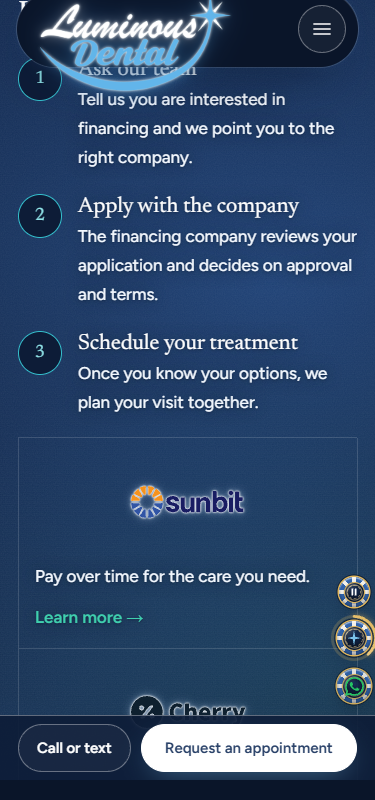 Luminous
Dental
1
Ask our team
Tell us you are interested in
financing and we point you to the
right company.
2
Apply with the company
The financing company reviews your
application and decides on approval
and terms.
3
Schedule your treatment
Once you know your options, we
plan your visit together.
sunbit
Pay over time for the care you need.
Learn more →
Cherry
Call or text
Request an appointment